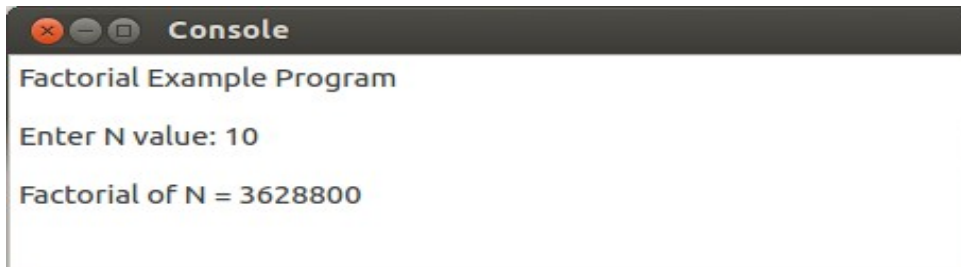 Console
Factorial Example Program
Enter N value: 10
Factorial of N = 3628800